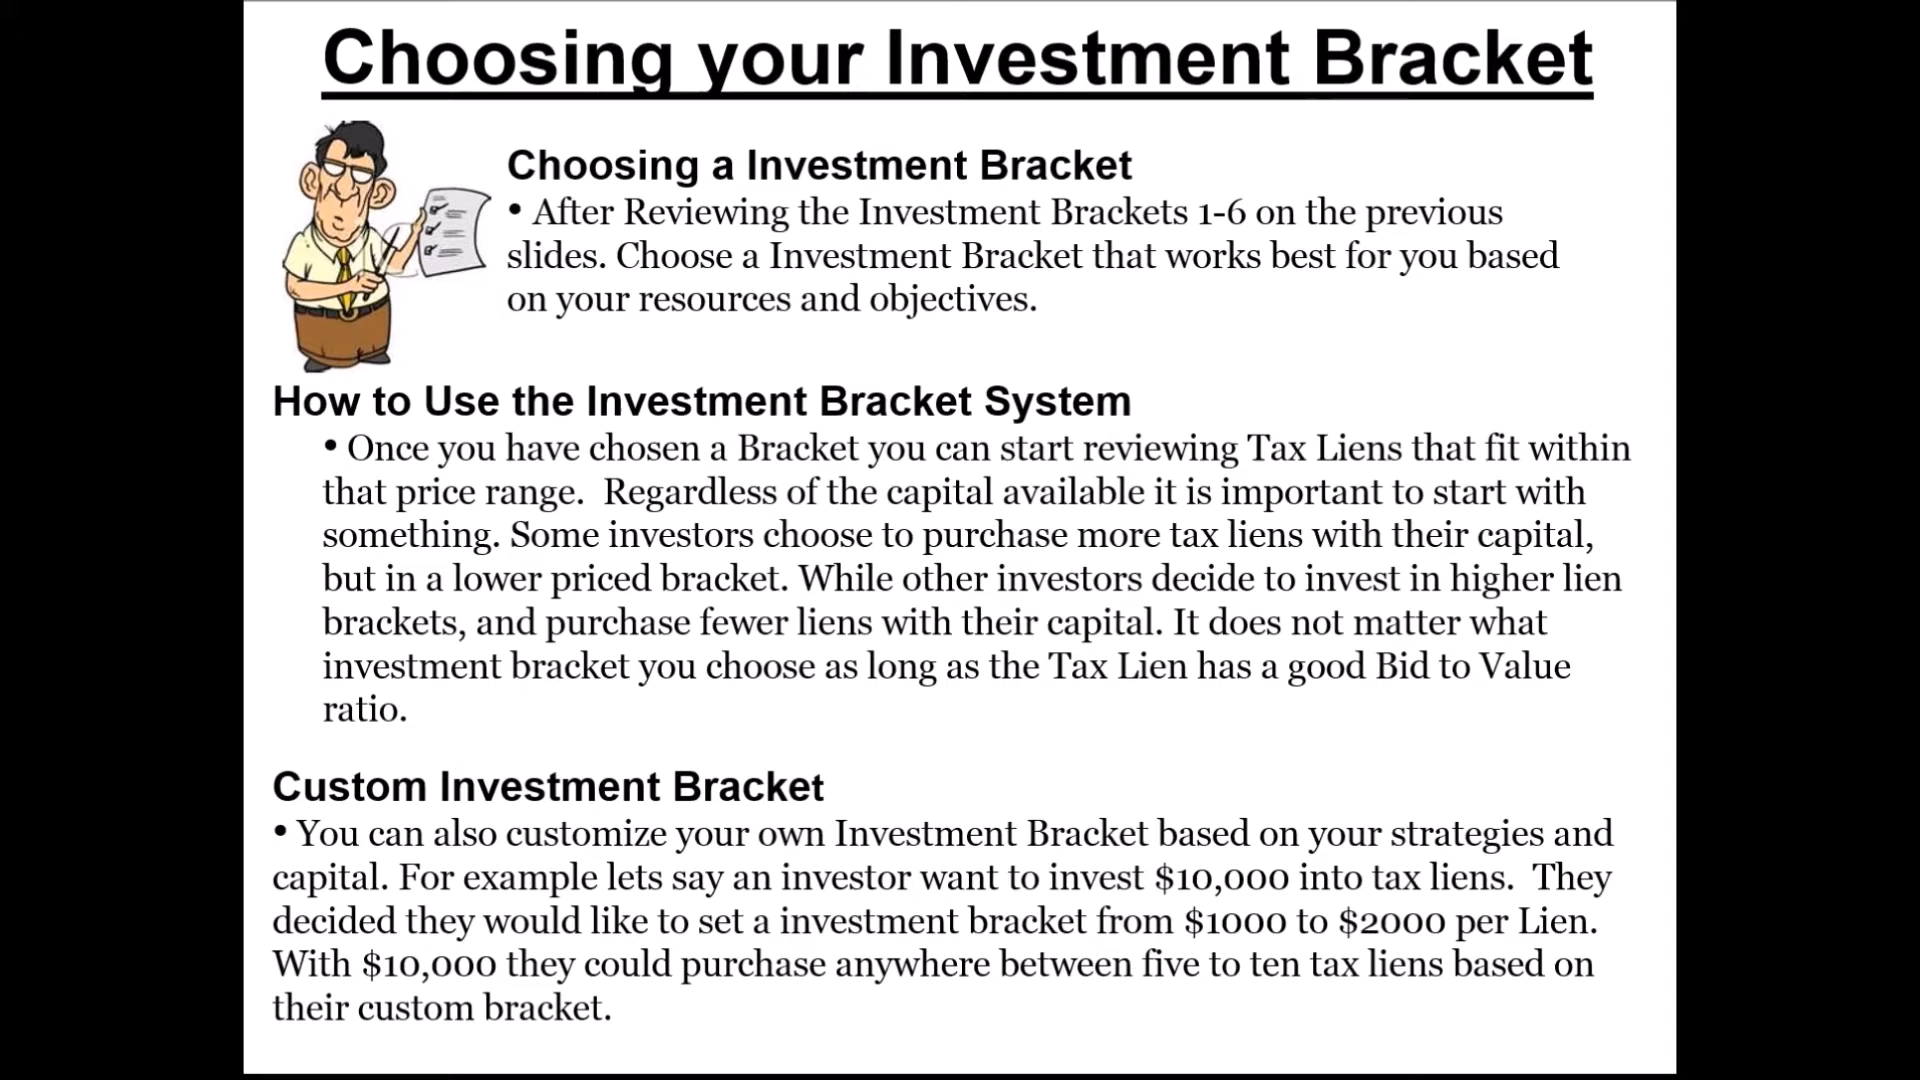 Choosing your Investment Bracket
Choosing a Investment Bracket
• After Reviewing the Investment Brackets 1-6 on the previous
slides. Choose a Investment Bracket that works best for you based
on your resources and objectives.
How to Use the Investment Bracket System
• Once you have chosen a Bracket you can start reviewing Tax Liens that fit within
that price range.  Regardless of the capital available it is important to start with
something. Some investors choose to purchase more tax liens with their capital,
but in a lower priced bracket. While other investors decide to invest in higher lien
brackets, and purchase fewer liens with their capital. It does not matter what
investment bracket you choose as long as the Tax Lien has a good Bid to Value
ratio.
Custom Investment Bracket
• You can also customize your own Investment Bracket based on your strategies and
capital. For example lets say an investor want to invest $10,000 into tax liens.  They
decided they would like to set a investment bracket from $1000 to $2000 per Lien.
With $10,000 they could purchase anywhere between five to ten tax liens based on
their custom bracket.